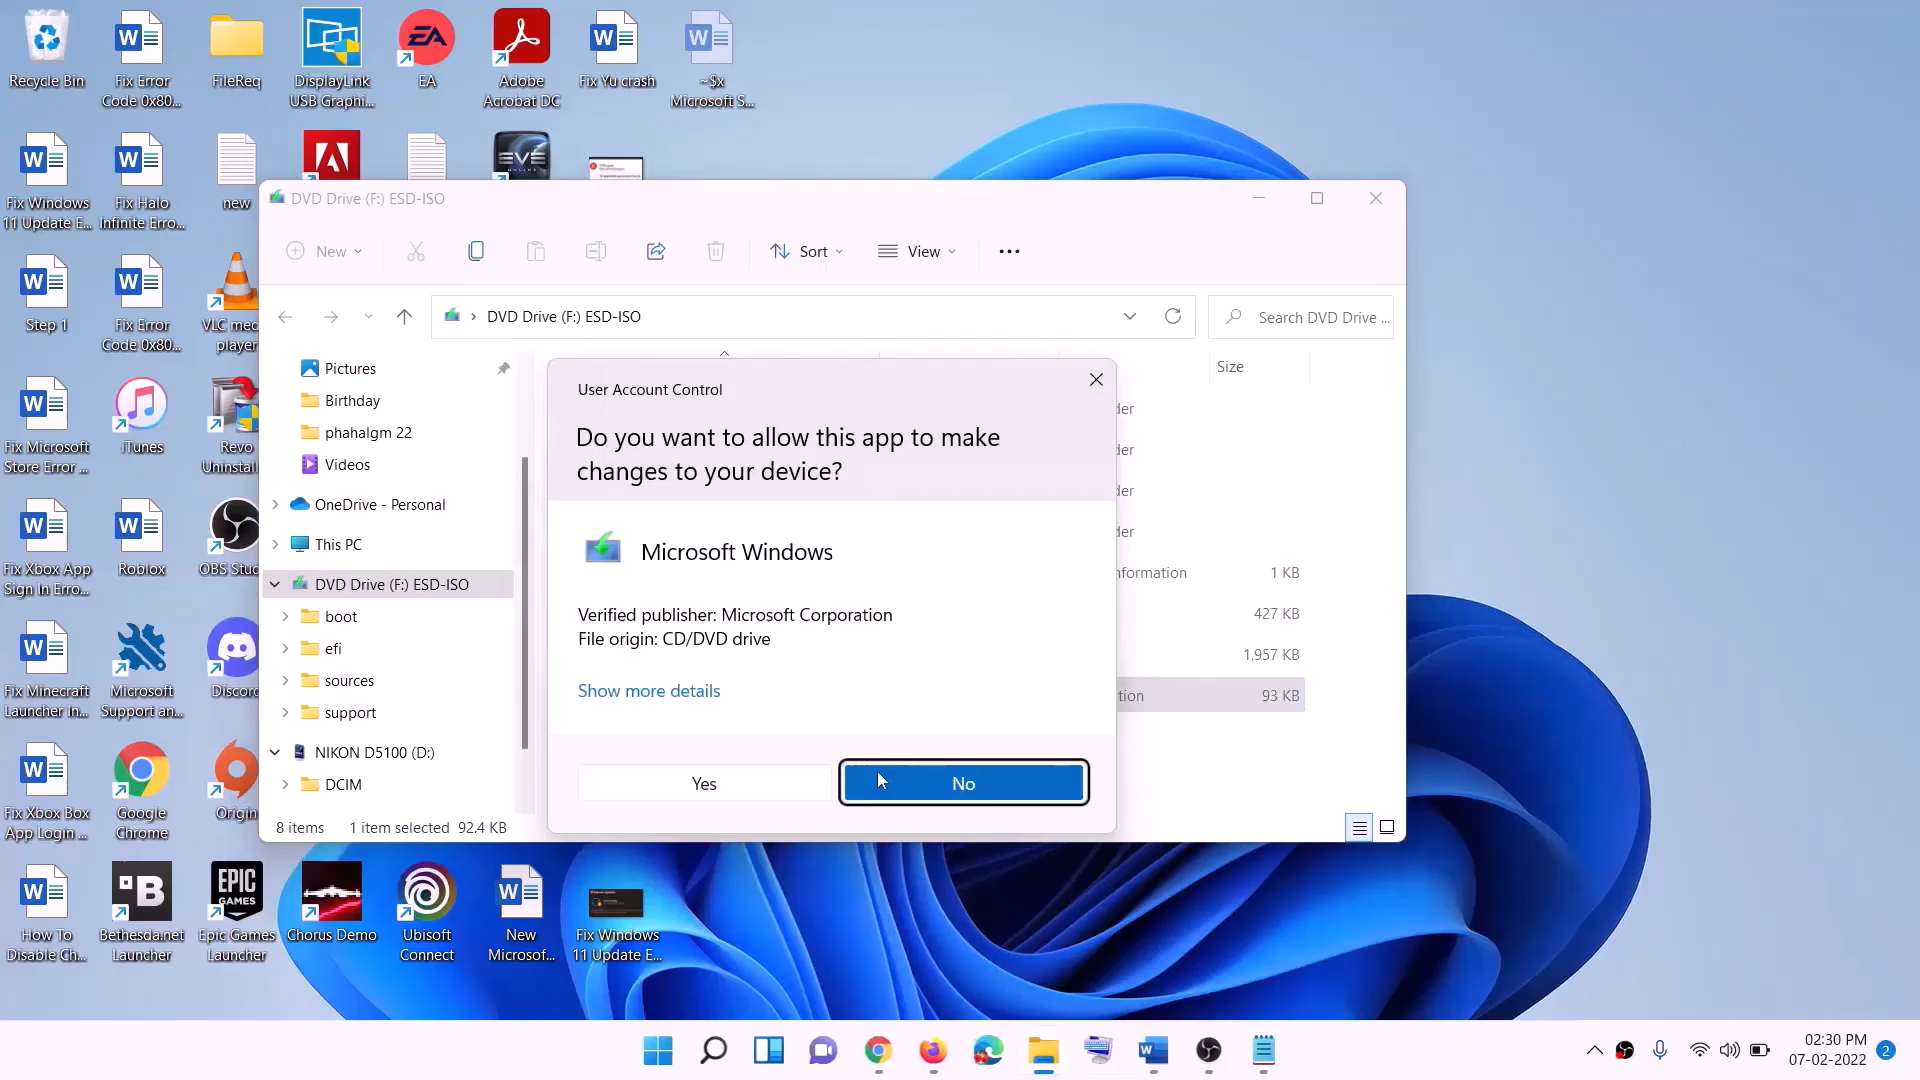 Recycle Bin
Fix Error
Code 0x80...
FileReq
DisplayLink
USB Graphi...
EA
Adobe
Acrobat DC
Fix Yu crash
~$x
Microsoft S...
Fix Windows
11 Update E...
Fix Halo
Infinite Erro...
new
EVE
DVD Drive (F:) ESD-ISO
New
Sort
View
DVD Drive (F:) ESD-ISO
Search DVD Drive ...
Step 1
Fix Error
Code 0x80...
VLC med
player
Fix Microsoft
Store Error ...
iTunes
Revo
Uninstall
Fix Xbox App
Sign In Erro...
Roblox
OBS Stud
Fix Minecraft
Launcher In...
Microsoft
Support an...
Discord
Fix Xbox Box
App Login ...
Google
Chrome
Origin
Pictures
Birthday
phahalgm 22
Videos
OneDrive - Personal
This PC
DVD Drive (F:) ESD-ISO
boot
efi
sources
support
NIKON D5100 (D:)
DCIM
8 items 1 item selected 92.4 KB
Size
der
der
der
der
nformation 1 KB
427 KB
1,957 KB
tion 93 KB
User Account Control
Do you want to allow this app to make
changes to your device?
Microsoft Windows
Verified publisher: Microsoft Corporation
File origin: CD/DVD drive
Show more details
Yes
No
How To
Disable Ch...
Bethesda.net
Launcher
EPIC
GAMES
Epic Games
Launcher
Chorus Demo
Ubisoft
Connect
New
Microsof...
Fix Windows
11 Update E...
02:30 PM
07-02-2022
2